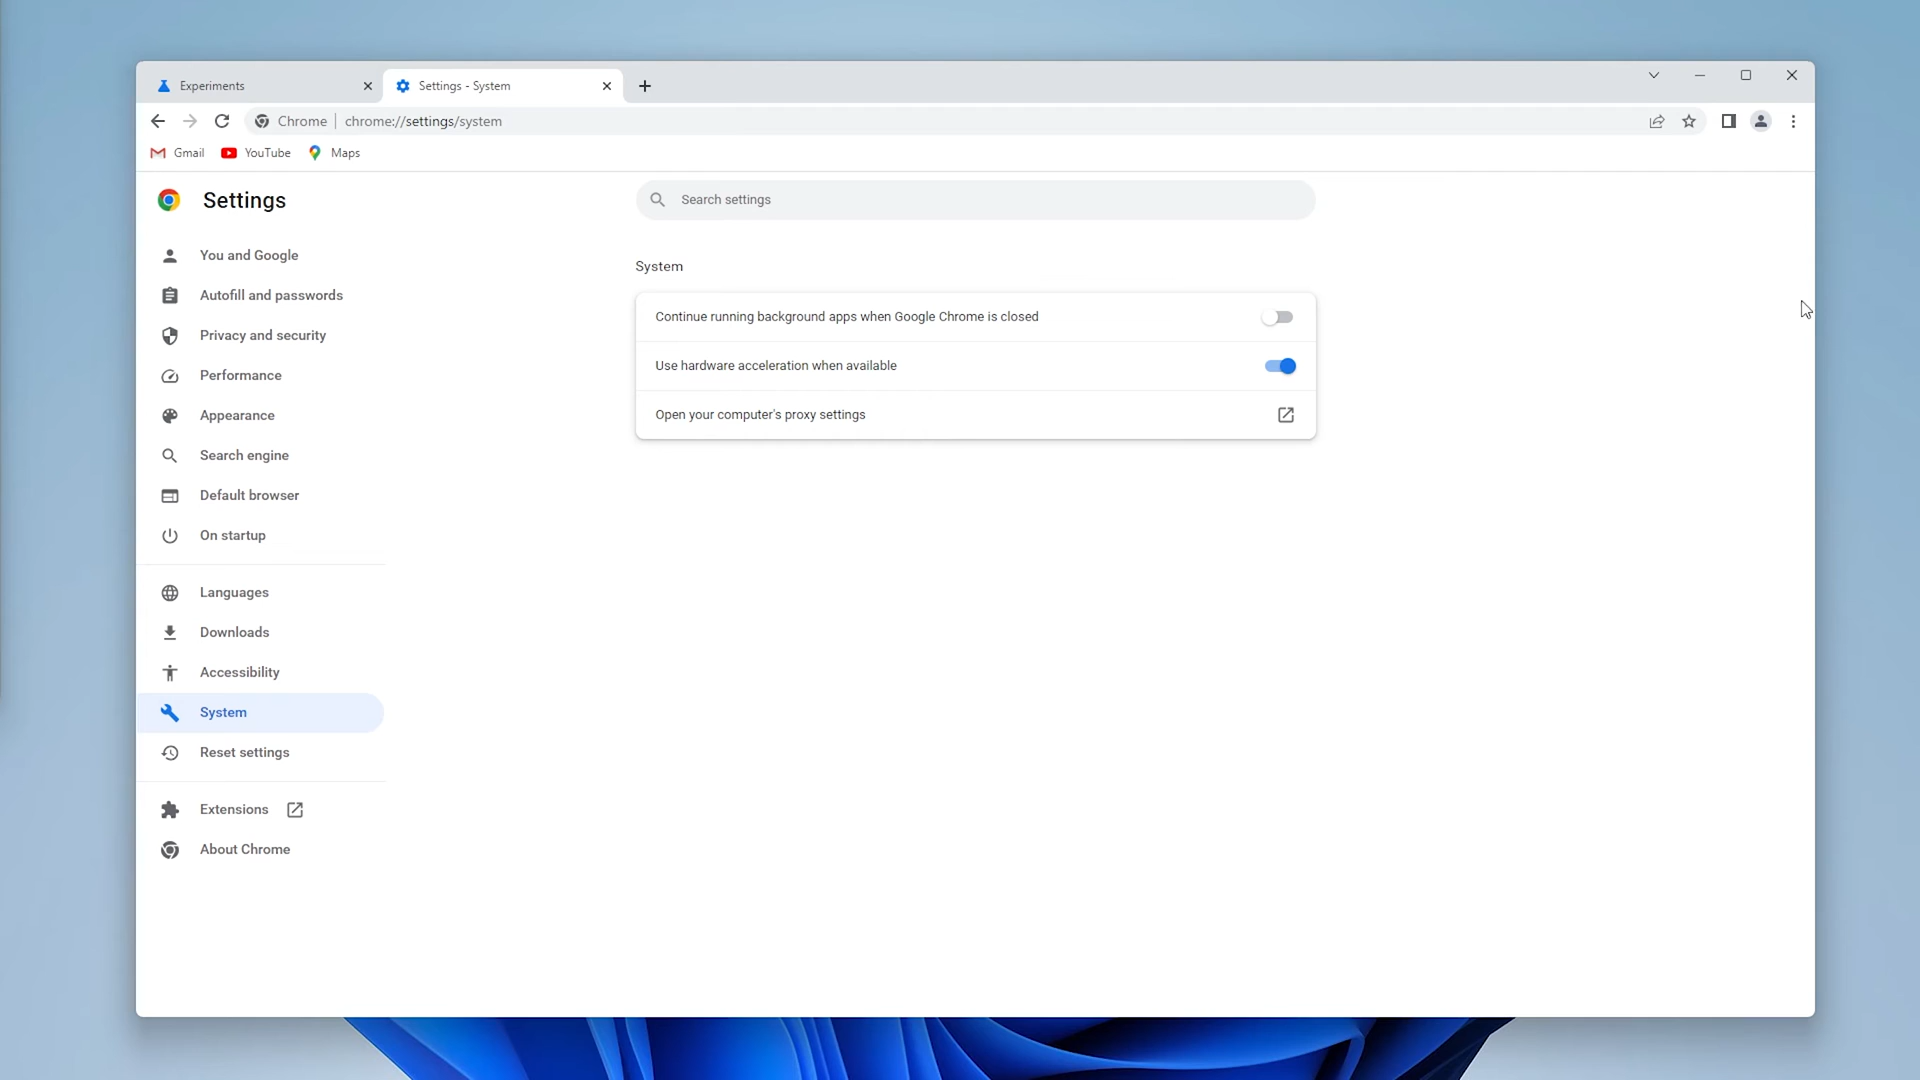 Experiments
Settings - System
Chrome | chrome://settings/system
Gmail YouTube Maps
Settings
Search settings
You and Google
Autofill and passwords
Privacy and security
Performance
Appearance
Search engine
Default browser
On startup
Languages
Downloads
Accessibility
System
Reset settings
Extensions
About Chrome
System
Continue running background apps when Google Chrome is closed
Use hardware acceleration when available
Open your computer's proxy settings